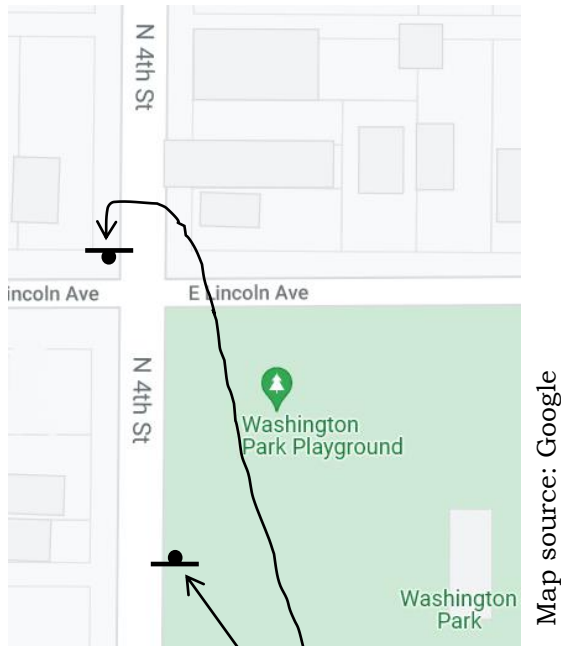 N 4th St
incoln Ave
E Lincoln Ave
N 4th St
Washington
Park Playground
Washington
Park
Map source: Google